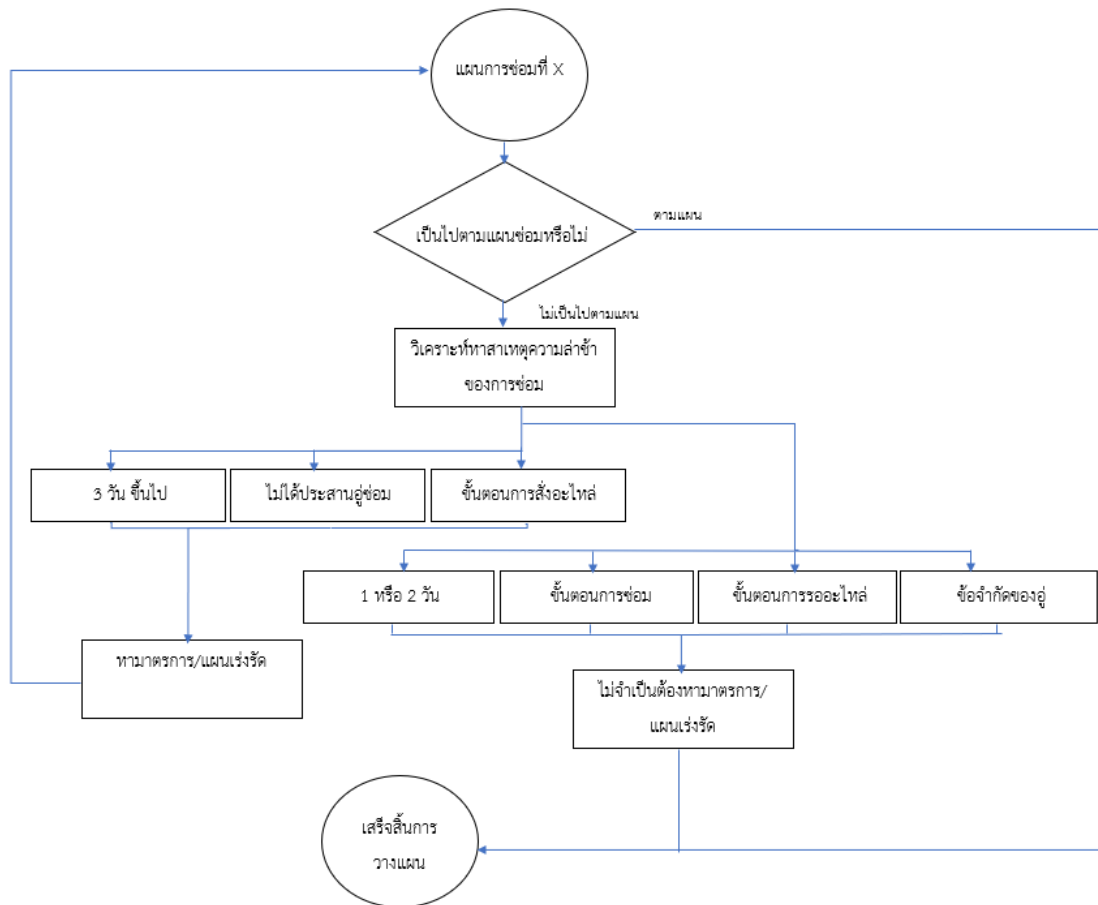 แผนการซ่อมที่ X
เป็นไปตามแผนซ่อมหรือไม่
ตามแผน
ไม่เป็นไปตามแผน
วิเคราะห์หาสาเหตุความล่าช้า
ของการซ่อม
3 วัน ขึ้นไป
ไม่ได้ประสานอู่ซ่อม
ขั้นตอนการสั่งอะไหล่
1 หรือ 2 วัน
ขั้นตอนการซ่อม
ขั้นตอนการรออะไหล่
ข้อจำกัดของอู่
หามาตรการ/แผนเร่งรัด
ไม่จำเป็นต้องหามาตรการ/
แผนเร่งรัด
เสร็จสิ้นการ
วางแผน